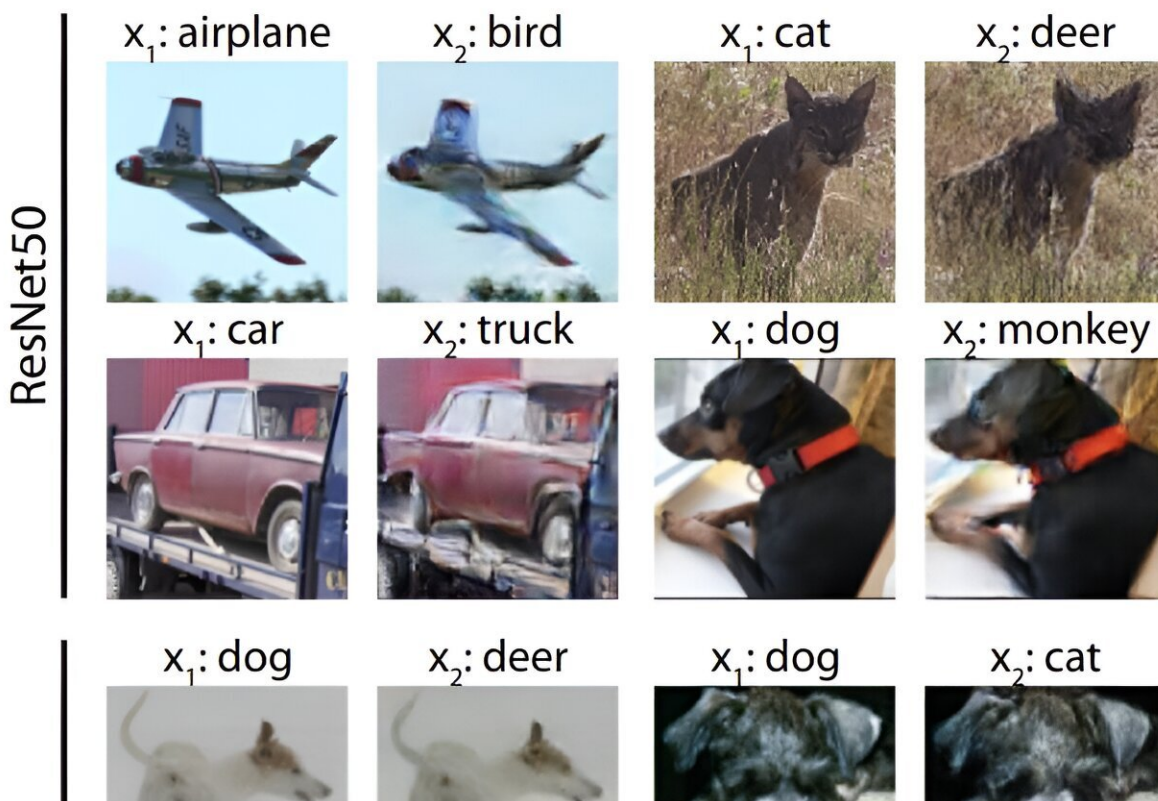 x₁: airplane x₂: bird x₁: cat x₂: deer
ResNet50
x₁: car x₂: truck x₁: dog x₂: monkey
x₁: dog x₂: deer x₁: dog x₂: cat